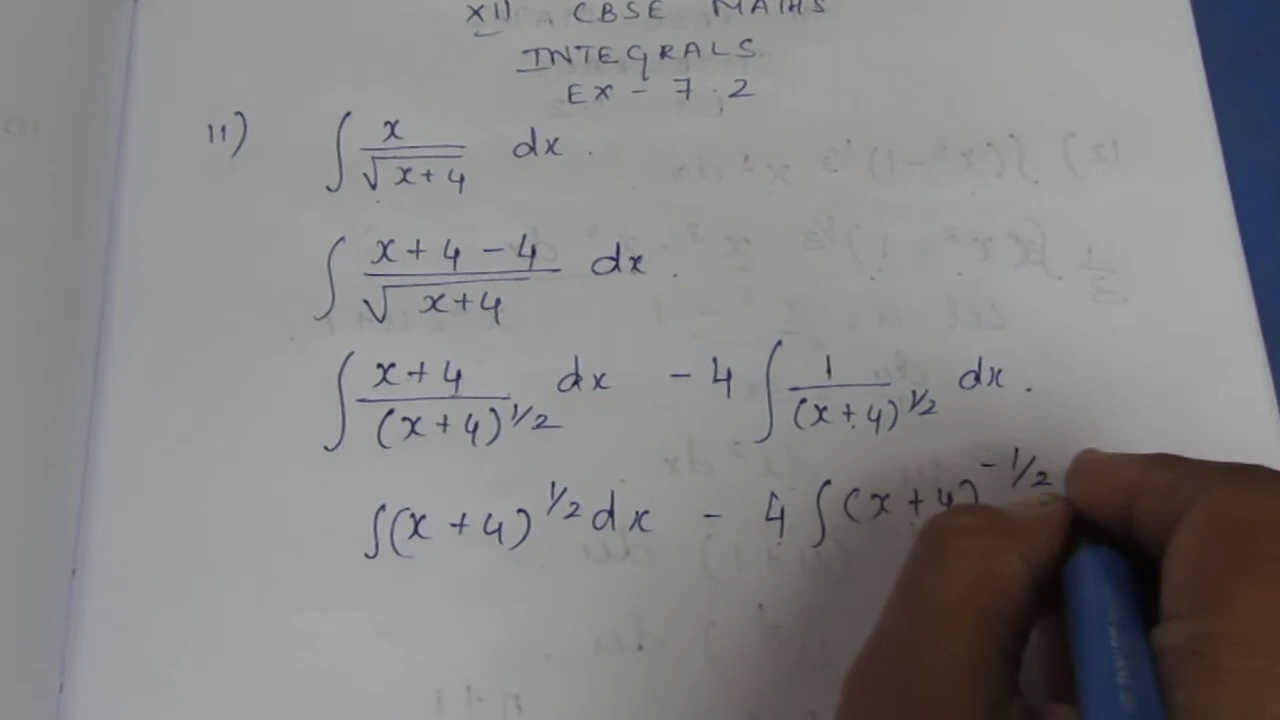 XII CBSE MATHS
INTEGRALS
EX - 7.2
11) ∫ x/√(x+4) dx.
∫ (x+4-4)/√(x+4) dx.
∫ (x+4)/(x+4)^1/2 dx - 4 ∫ 1/(x+4)^1/2 dx.
∫(x+4)^1/2 dx - 4 ∫(x+4)^-1/2